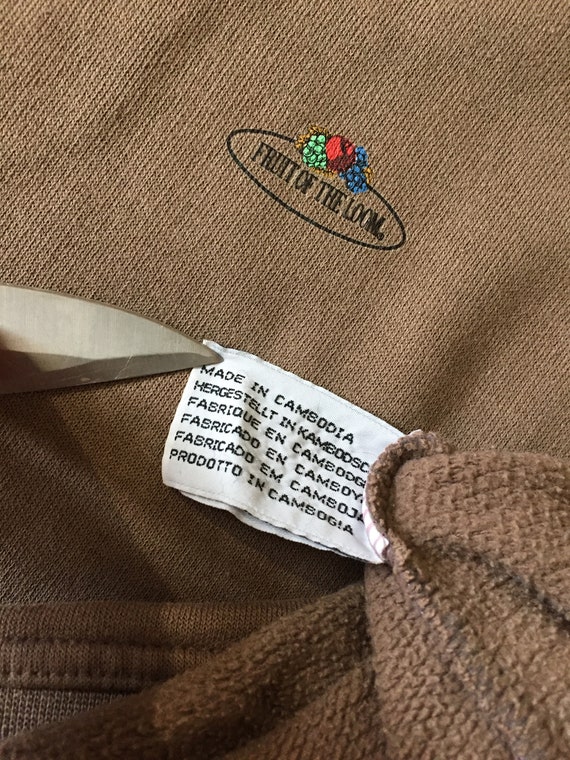 FRUIT OF THE LOOM®
MADE IN CAMBODIA
HERGESTELLT IN KAMBODSC
FABRIQUE EN CAMBODG
FABRICADO EN CAMBOY
FABRICADO EM CAMBOJA
PRODOTTO IN CAMBOGIA